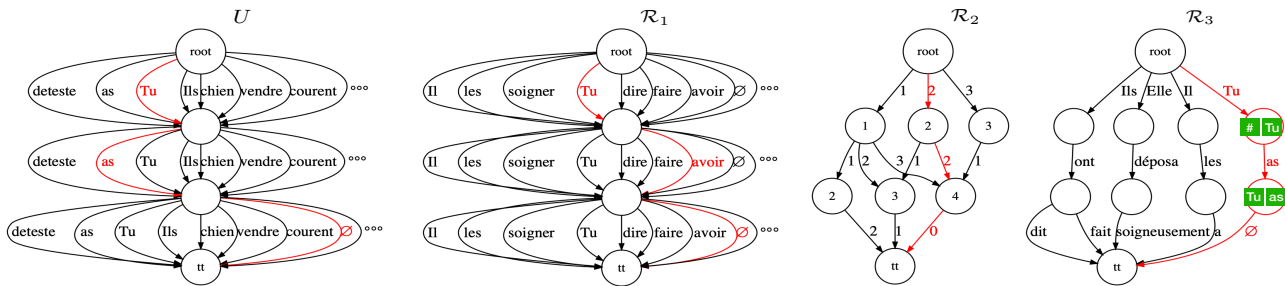 U R₁ R₂ R₃
root root root root
deteste as Tu Ils chien vendre courent °°°
Il les soigner Tu dire faire avoir ∅ °°°
1 2 3
Ils Elle Il Tu
1 2 3
# Tu
deteste as Tu Ils chien vendre courent °°°
Il les soigner Tu dire faire avoir ∅ °°°
1 2 3 1 2 1
ont déposa les as
2 3 4
Tu as
deteste as Tu Ils chien vendre courent ∅ °°°
Il les soigner Tu dire faire avoir ∅ °°°
2 1 0
dit fait soigneusement a ∅
tt tt tt tt